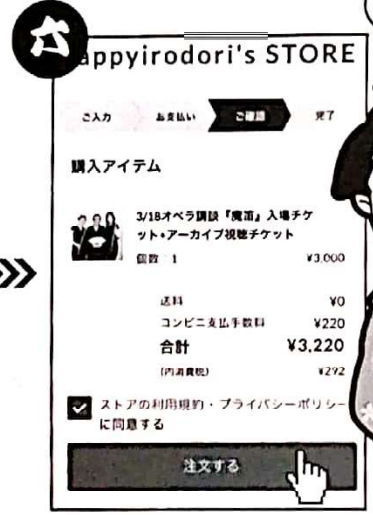 六
appyirodori's STORE
ご入力 お支払い ご確認 完了
購入アイテム
3/18オペラ講談『魔笛』入場チケ
ット+アーカイブ視聴チケット
個数 : 1 ¥3,000
送料 ¥0
コンビニ支払手数料 ¥220
合計 ¥3,220
(内消費税) ¥292
ストアの利用規約・プライバシーポリシー
に同意する
注文する